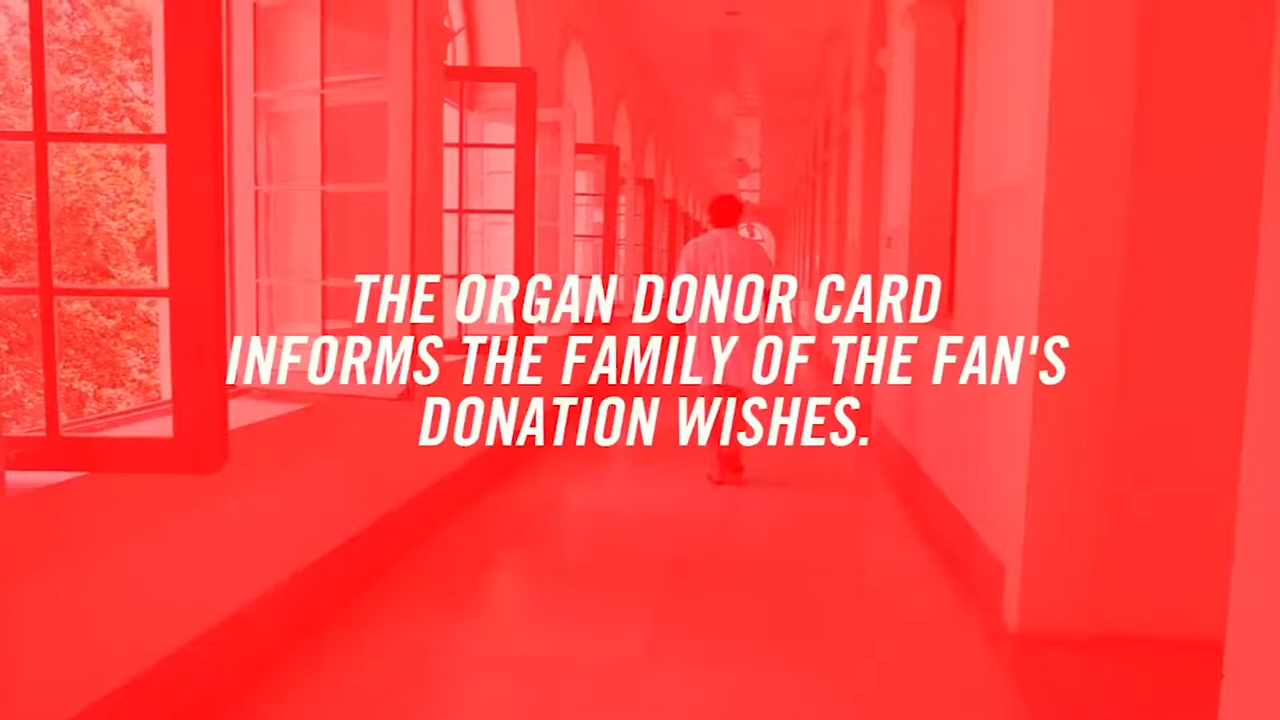 THE ORGAN DONOR CARD
INFORMS THE FAMILY OF THE FAN'S
DONATION WISHES.